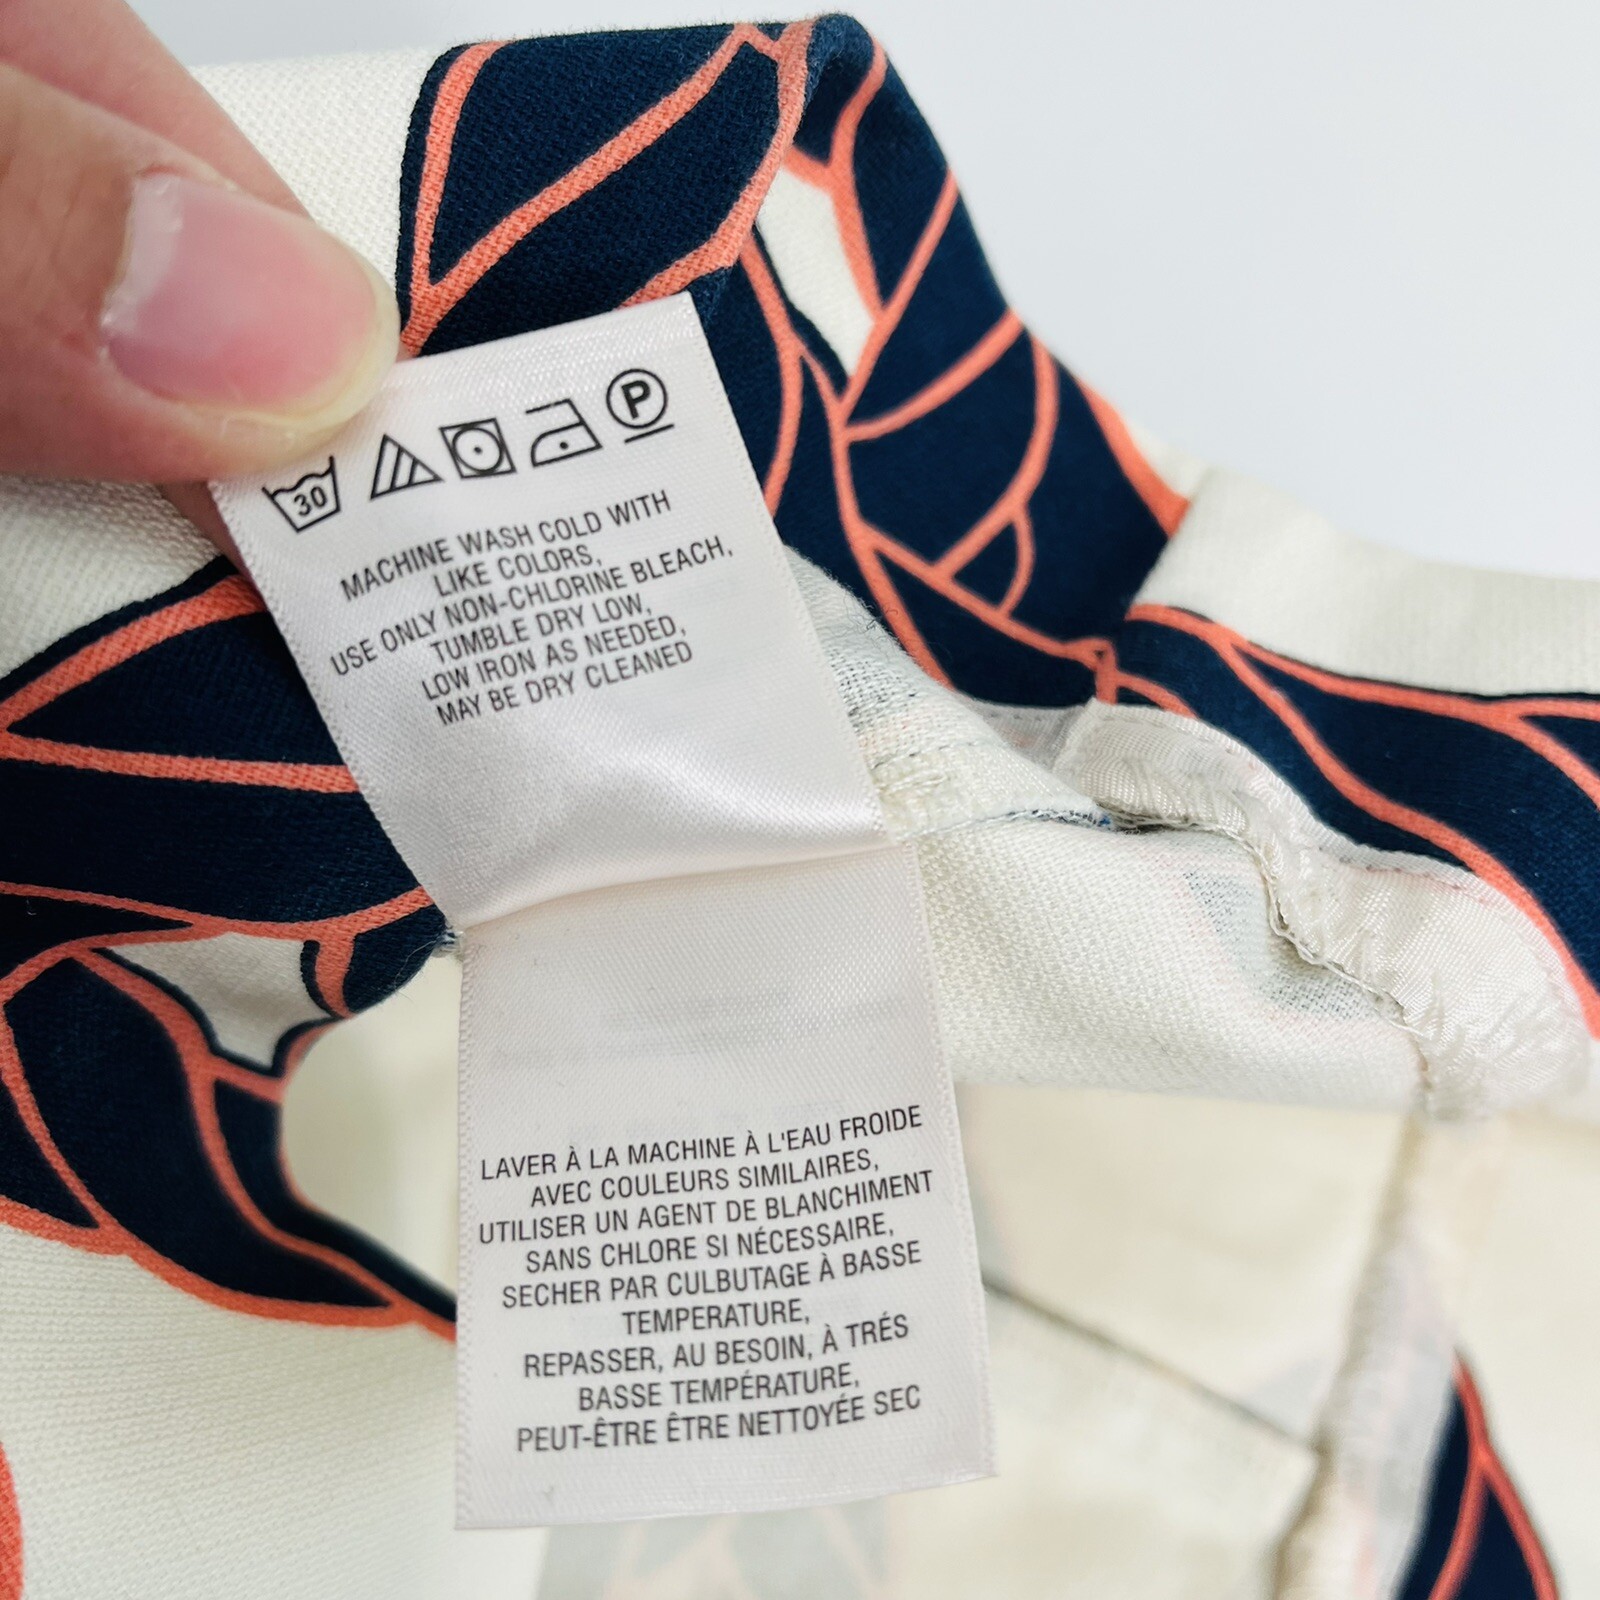 30 P
MACHINE WASH COLD WITH
LIKE COLORS,
USE ONLY NON-CHLORINE BLEACH,
TUMBLE DRY LOW,
LOW IRON AS NEEDED,
MAY BE DRY CLEANED
LAVER À LA MACHINE À L'EAU FROIDE
AVEC COULEURS SIMILAIRES,
UTILISER UN AGENT DE BLANCHIMENT
SANS CHLORE SI NÉCESSAIRE,
SECHER PAR CULBUTAGE À BASSE
TEMPERATURE,
REPASSER, AU BESOIN, À TRÉS
BASSE TEMPÉRATURE,
PEUT-ÊTRE ÊTRE NETTOYÉE SEC